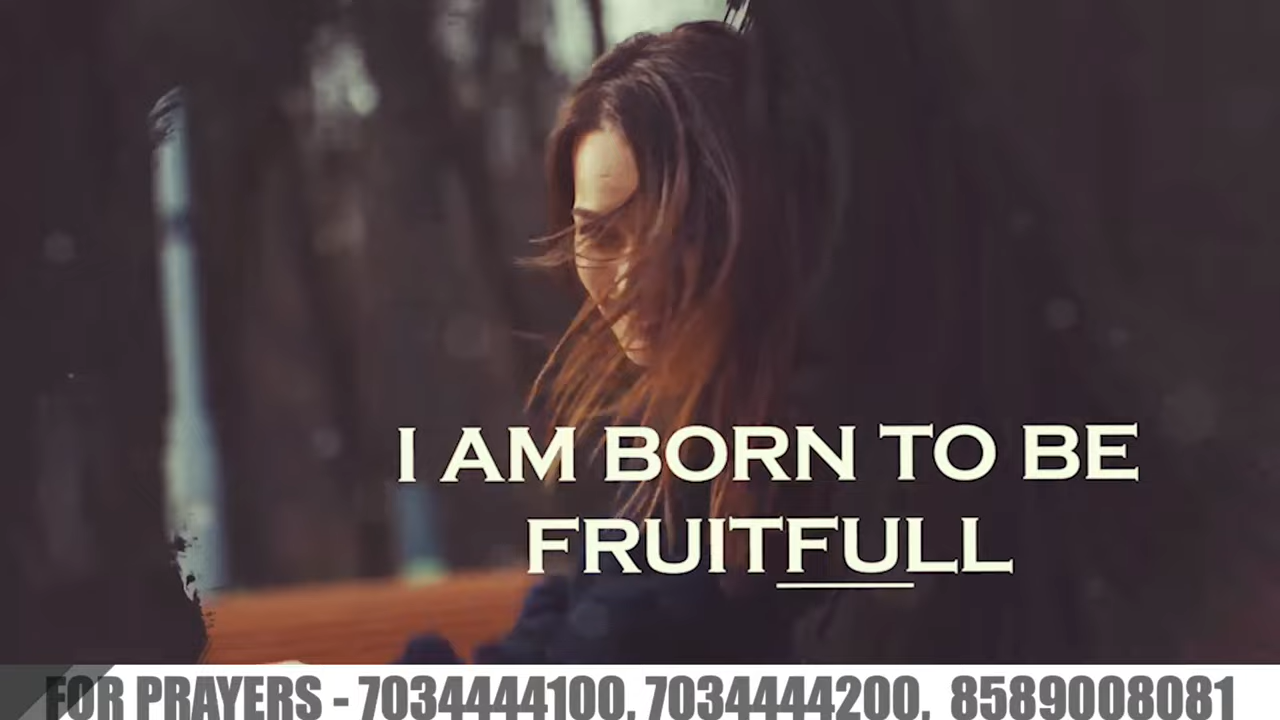 I AM BORN TO BE
FRUITFULL
FOR PRAYERS - 7034444100, 7034444200, 8589008081